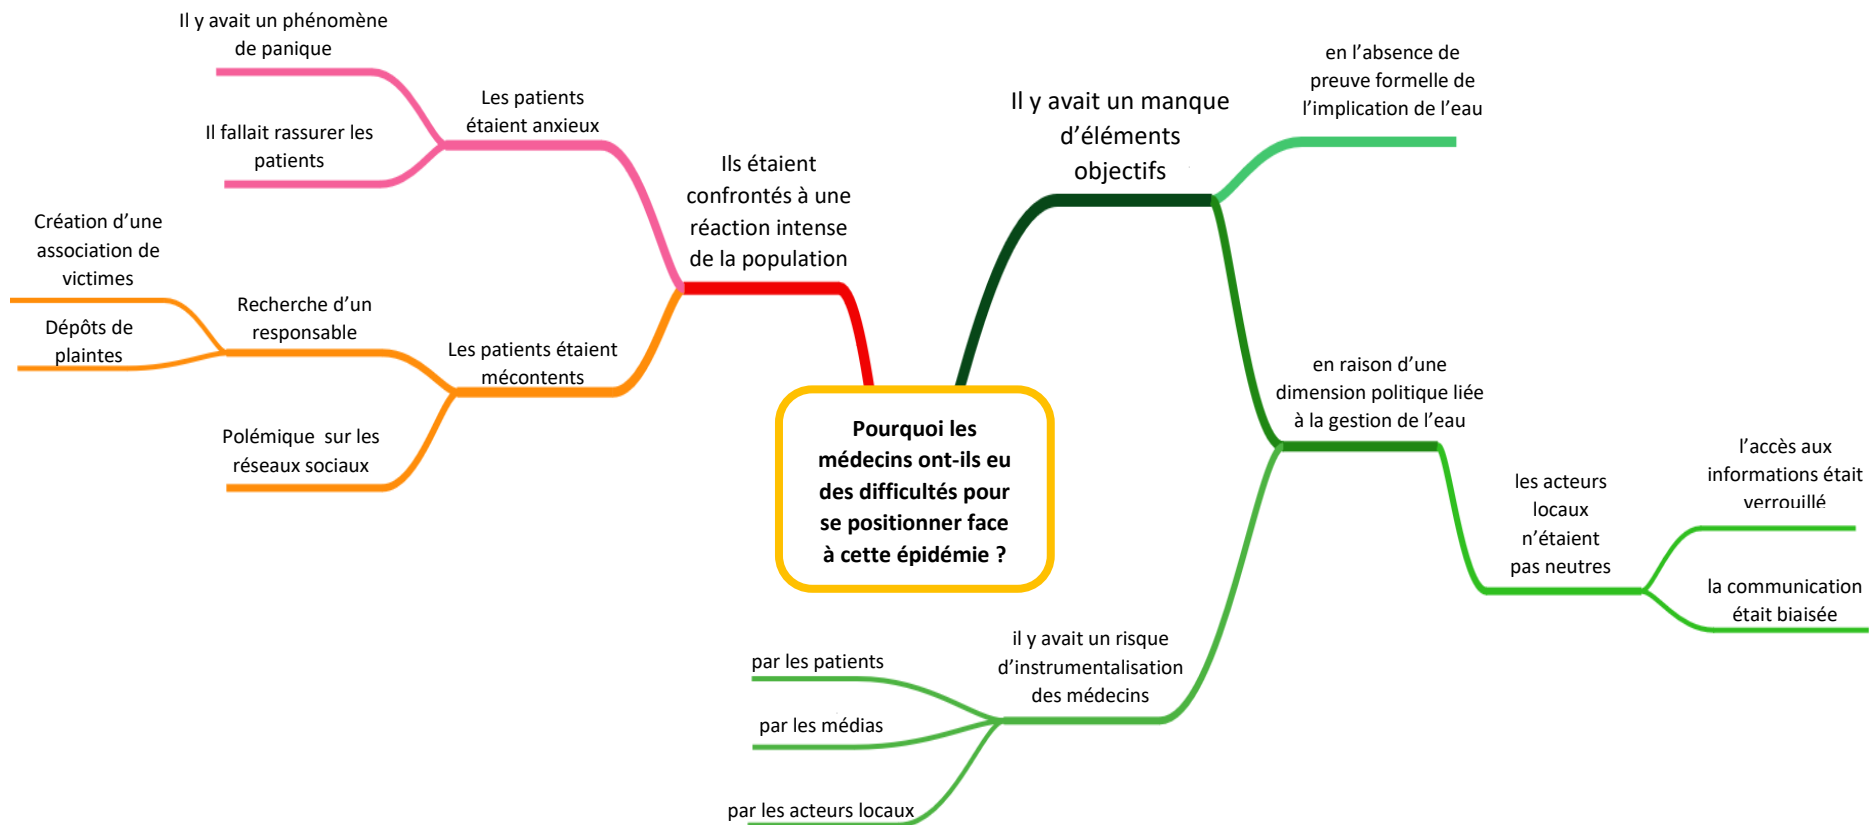 Il y avait un phénomène
de panique
Les patients
étaient anxieux
Il fallait rassurer les
patients
Ils étaient
confrontés à une
réaction intense
de la population
Création d’une
association de
victimes
Recherche d’un
responsable
Dépôts de
plaintes
Les patients étaient
mécontents
Polémique  sur les
réseaux sociaux
Pourquoi les
médecins ont-ils eu
des difficultés pour
se positionner face
à cette épidémie ?
Il y avait un manque
d’éléments
objectifs
en l’absence de
preuve formelle de
l’implication de l’eau
en raison d’une
dimension politique liée
à la gestion de l’eau
les acteurs
locaux
n’étaient
pas neutres
l’accès aux
informations était
verrouillé
la communication
était biaisée
il y avait un risque
d’instrumentalisation
des médecins
par les patients
par les médias
par les acteurs locaux